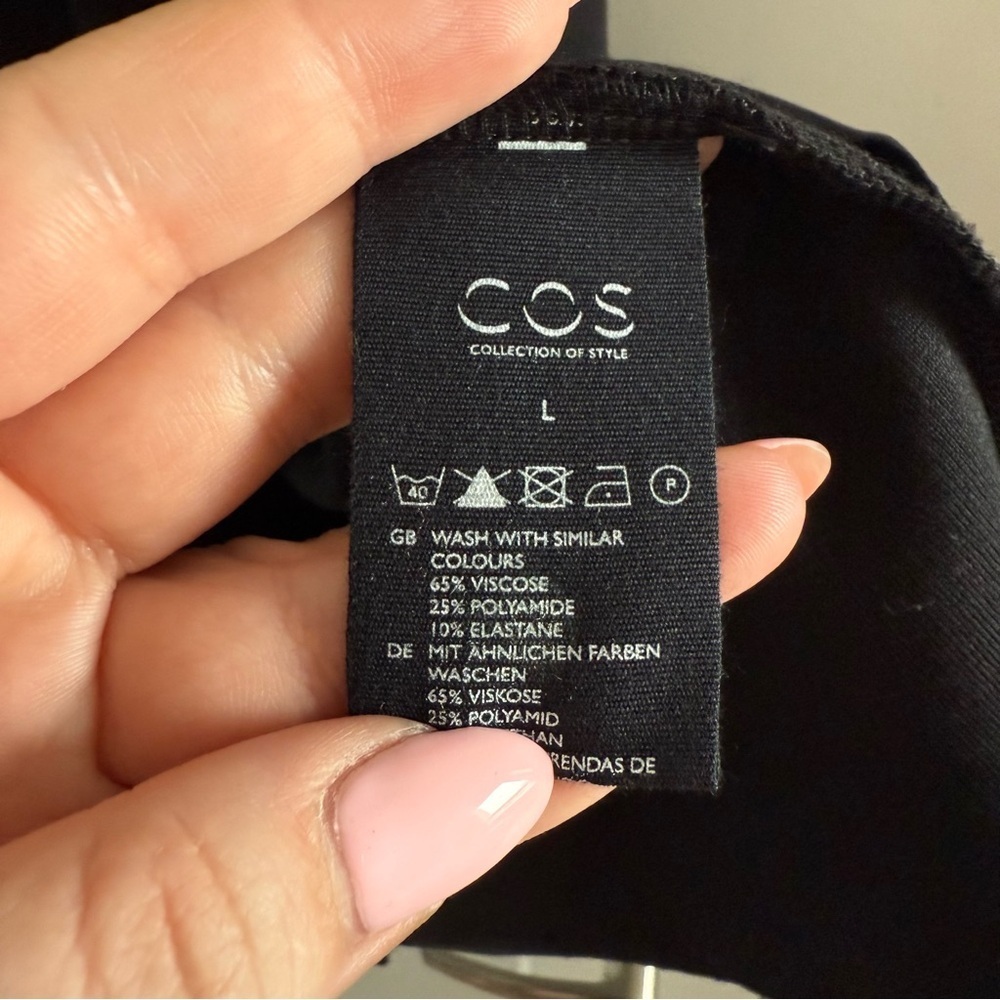 COS
COLLECTION OF STYLE
L
40 P
GB WASH WITH SIMILAR
COLOURS
65% VISCOSE
25% POLYAMIDE
10% ELASTANE
DE MIT ÄHNLICHEN FARBEN
WASCHEN
65% VISKOSE
25% POLYAMID
DE